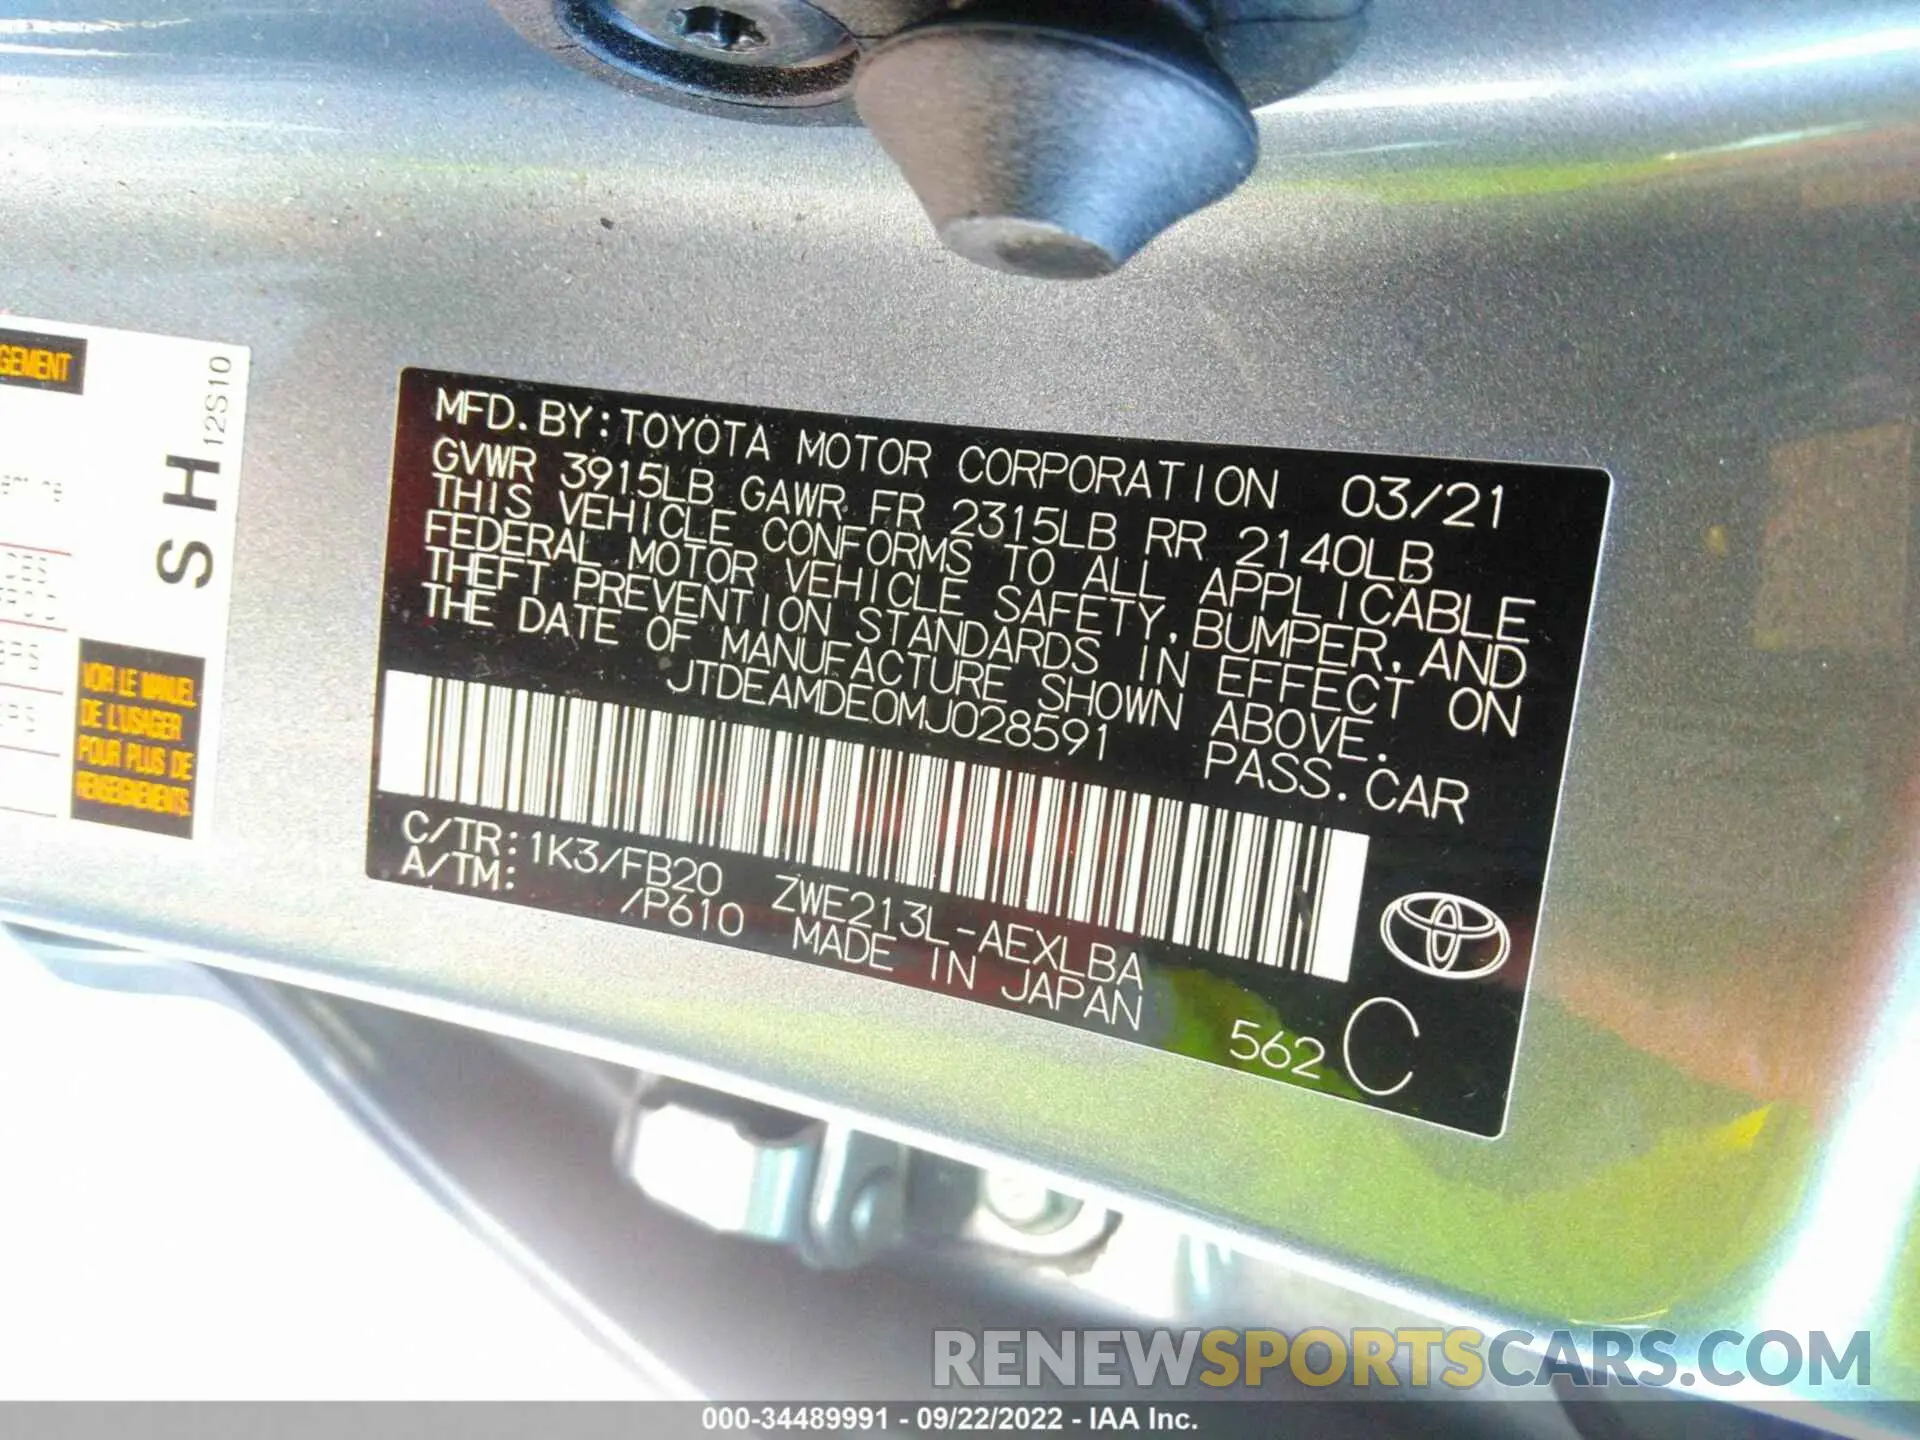 GEMENT
12S10
S H
VOIR LE MANUEL
DE L'USAGER
POUR PLUS DE
RENSEIGNEMENTS
MFD. BY: TOYOTA MOTOR CORPORATION 03/21
GVWR 3915LB GAWR FR 2315LB RR 2140LB
THIS VEHICLE CONFORMS TO ALL APPLICABLE
FEDERAL MOTOR VEHICLE SAFETY, BUMPER, AND
THEFT PREVENTION STANDARDS IN EFFECT ON
THE DATE OF MANUFACTURE SHOWN ABOVE.
JTDEAMDE0MJ028591 PASS. CAR
C/TR: 1K3/FB20 ZWE213L-AEXLBA
A/TM: /P610 MADE IN JAPAN
562 C
RENEWSPORTSCARS.COM
000-34489991 - 09/22/2022 - IAA Inc.